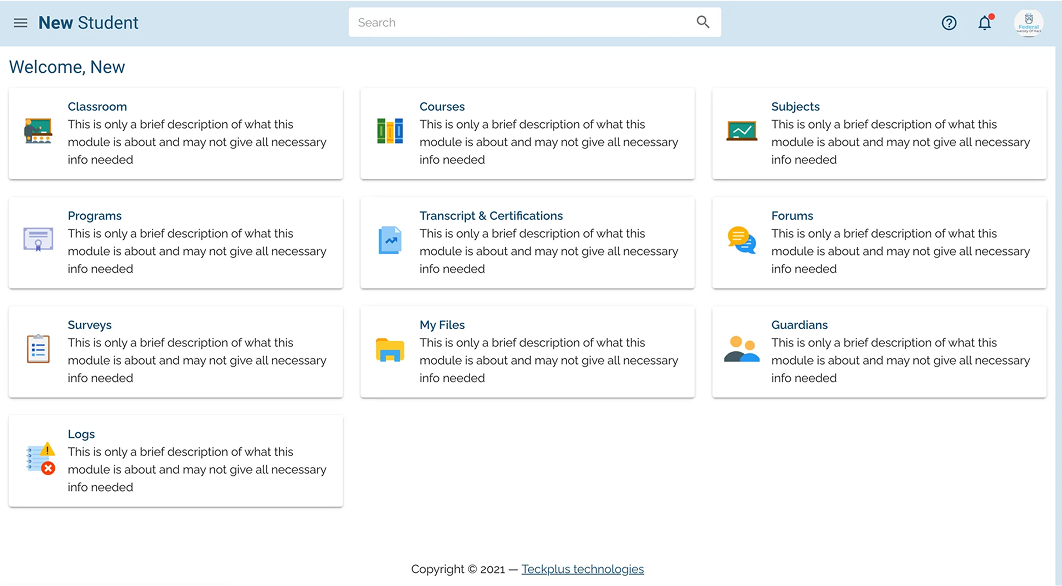 New Student
Search
Federal
Welcome, New
Classroom
This is only a brief description of what this
module is about and may not give all necessary
info needed
Courses
This is only a brief description of what this
module is about and may not give all necessary
info needed
Subjects
This is only a brief description of what this
module is about and may not give all necessary
info needed
Programs
This is only a brief description of what this
module is about and may not give all necessary
info needed
Transcript & Certifications
This is only a brief description of what this
module is about and may not give all necessary
info needed
Forums
This is only a brief description of what this
module is about and may not give all necessary
info needed
Surveys
This is only a brief description of what this
module is about and may not give all necessary
info needed
My Files
This is only a brief description of what this
module is about and may not give all necessary
info needed
Guardians
This is only a brief description of what this
module is about and may not give all necessary
info needed
Logs
This is only a brief description of what this
module is about and may not give all necessary
info needed
Copyright © 2021 — Teckplus technologies